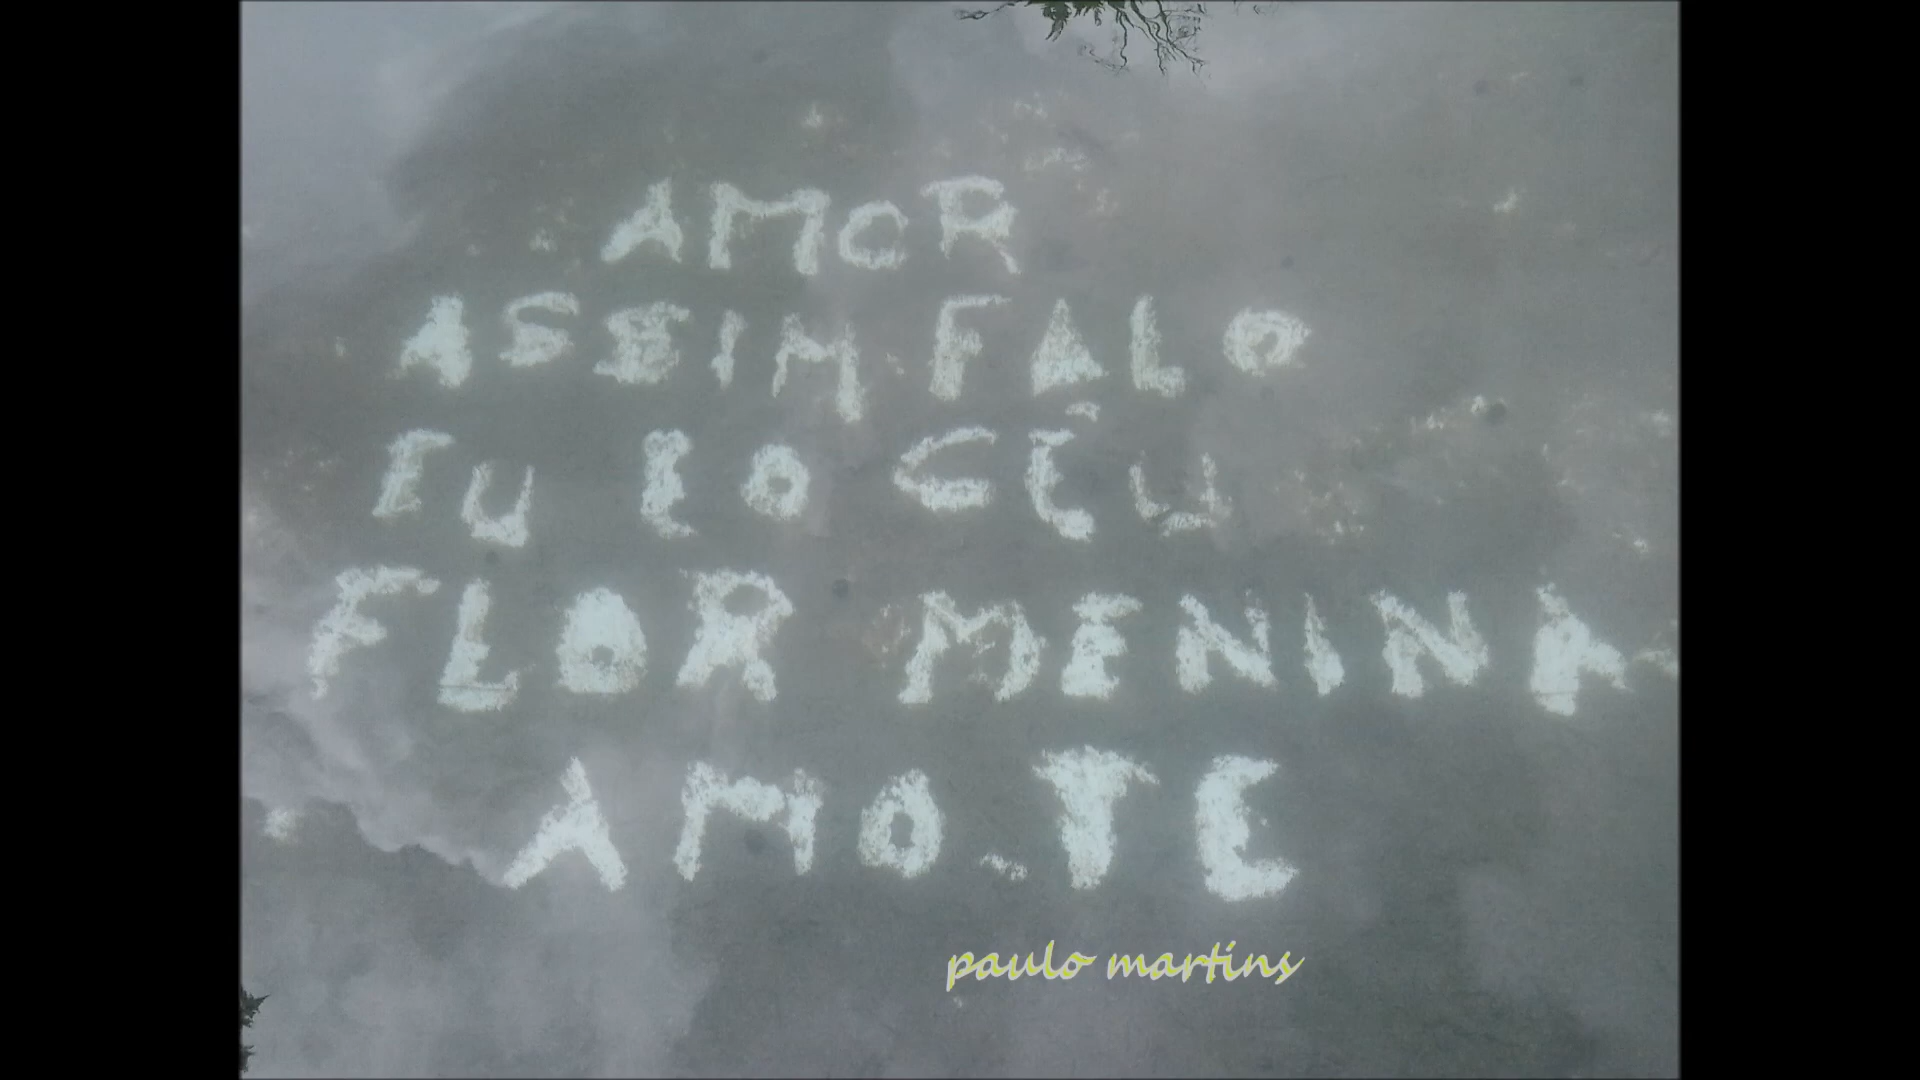 AMOR
ASSIM FALO
EU E O CÉU
FLOR MENINA
AMO-TE
paulo martins